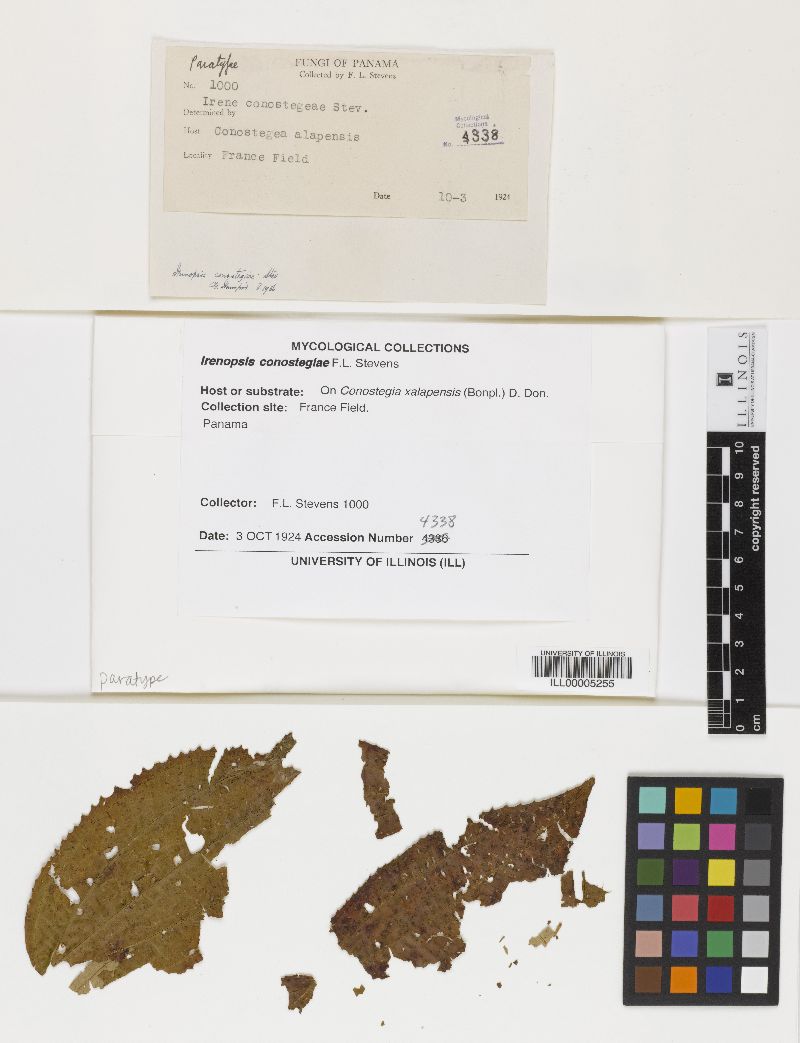 Paratype
FUNGI OF PANAMA
Collected by F. L. Stevens
No. 1000
Irene conostegeae Stev.
Determined by
Host Conostegea alapensis
Mycological
Collections
No. 4338
Locality France Field
Date 10-3 1924
Irenopsis conostegiae Stev
MYCOLOGICAL COLLECTIONS
Irenopsis conostegiae F.L. Stevens
Host or substrate: On Conostegia xalapensis (Bonpl.) D. Don.
Collection site: France Field.
Panama
Collector: F.L. Stevens 1000
4338
Date: 3 OCT 1924 Accession Number 4336
UNIVERSITY OF ILLINOIS (ILL)
paratype
UNIVERSITY OF ILLINOIS
ILL00005255
ILLINOIS
10
9
8
7
6
5
4
3
2
1
0
cm
copyright reserved